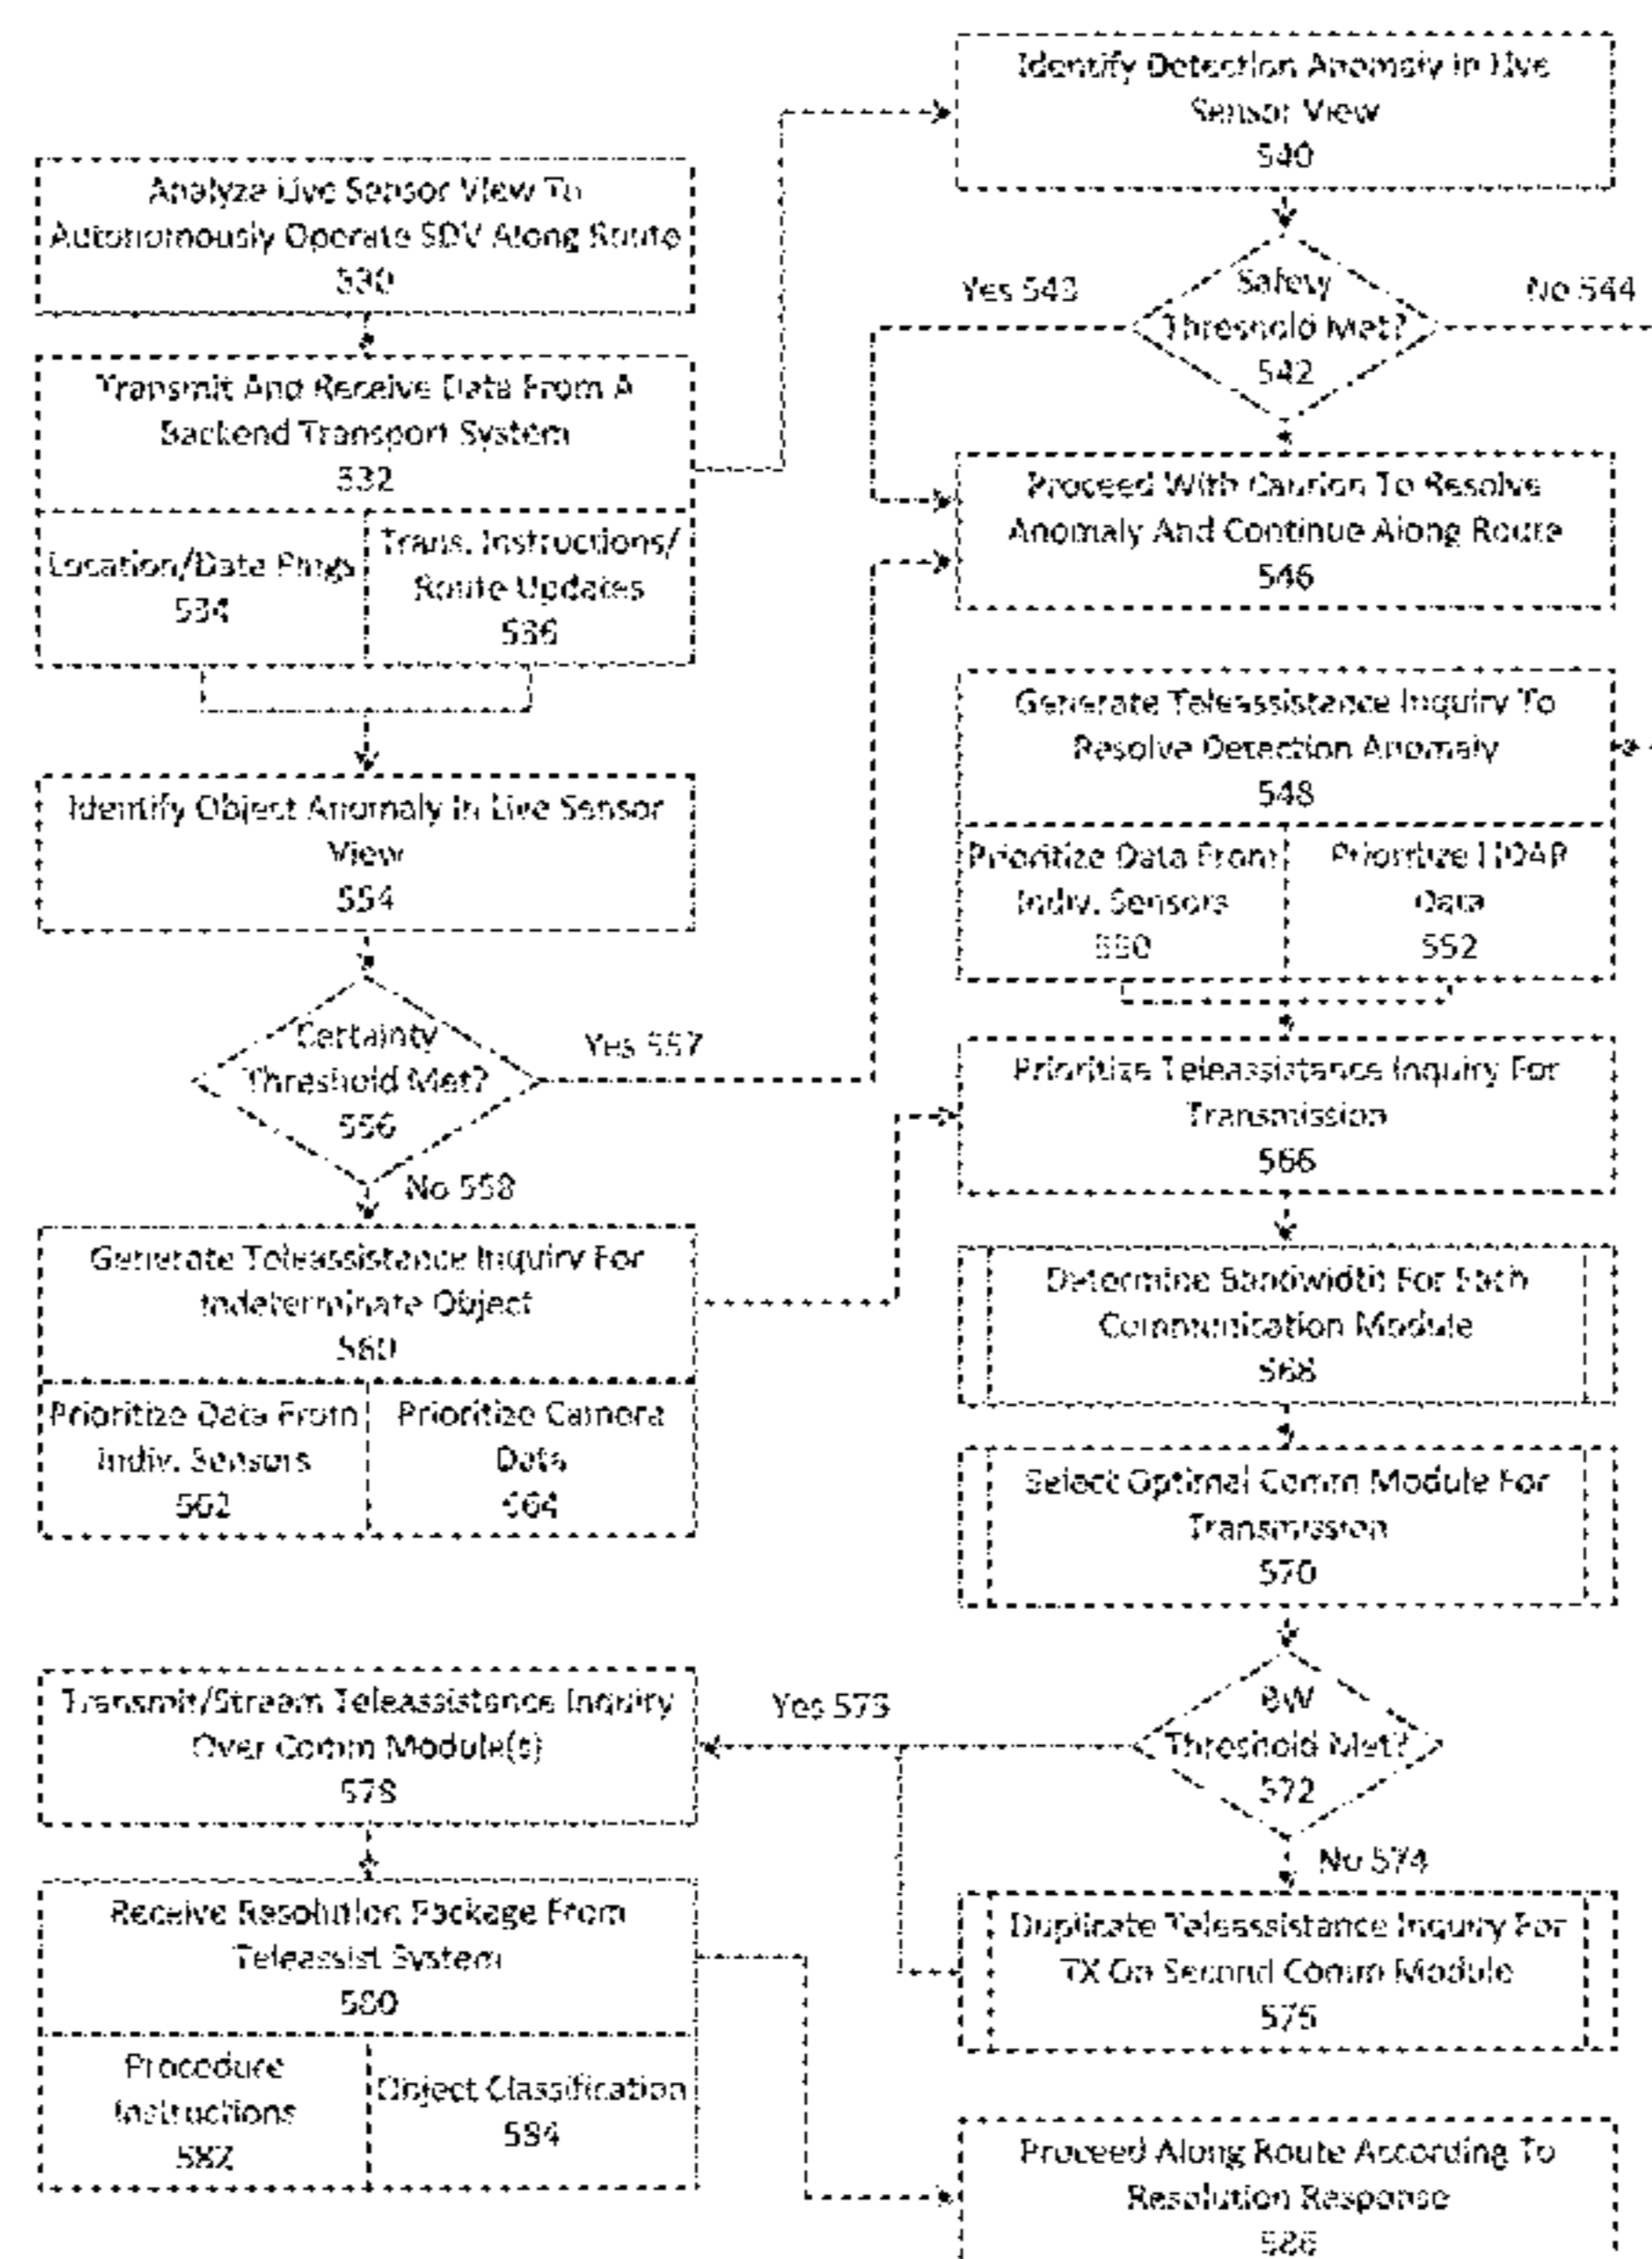 Analyze Live Sensor View To
Autonomously Operate SDV Along Route
530
Transmit And Receive Data From A
Backend Transport System
532
Location/Data Pings
534
Trans. Instructions/
Route Updates
536
Identify Object Anomaly In Live Sensor
View
554
Certainty
Threshold Met?
556
Yes 557
No 558
Generate Teleassistance Inquiry For
Indeterminate Object
560
Prioritize Data From
Indiv. Sensors
562
Prioritize Camera
Data
564
Transmit/Stream Teleassistance Inquiry
Over Comm Module(s)
578
Receive Resolution Package From
Teleassist System
580
Procedure
Instructions
582
Object Classification
584
Identify Detection Anomaly In Live
Sensor View
540
Yes 543
Safety
Threshold Met?
542
No 544
Proceed With Caution To Resolve
Anomaly And Continue Along Route
546
Generate Teleassistance Inquiry To
Resolve Detection Anomaly
548
Prioritize Data From
Indiv. Sensors
550
Prioritize LIDAR
Data
552
Prioritize Teleassistance Inquiry For
Transmission
566
Determine Bandwidth For Each
Communication Module
568
Select Optimal Comm Module For
Transmission
570
Yes 573
BW
Threshold Met?
572
No 574
Duplicate Teleassistance Inquiry For
TX On Second Comm Module
576
Proceed Along Route According To
Resolution Response
586